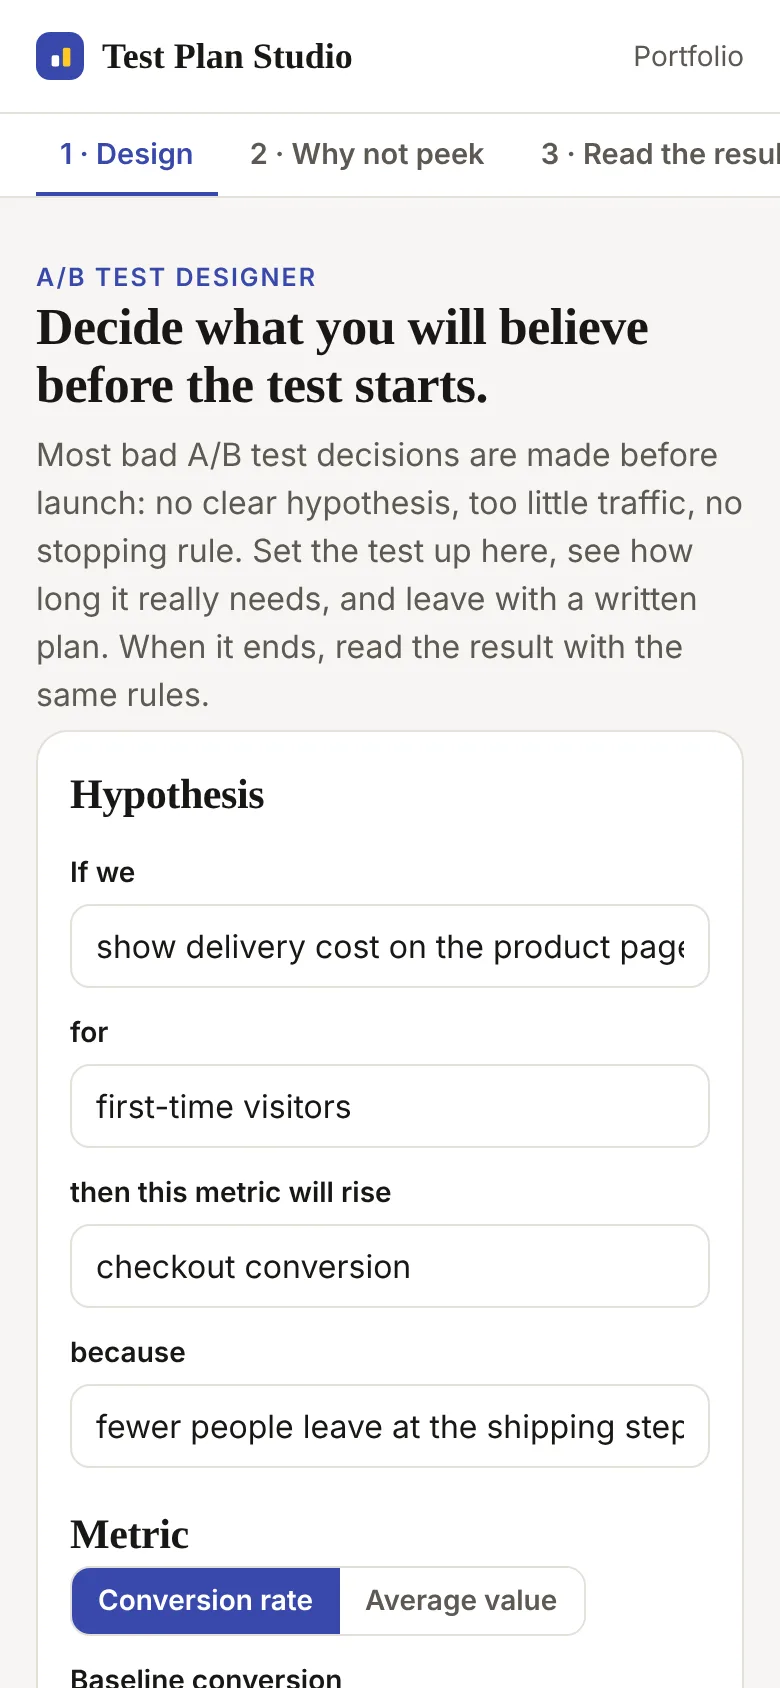 Test Plan Studio
Portfolio
1 · Design
2 · Why not peek
3 · Read the resul
A/B TEST DESIGNER
Decide what you will believe
before the test starts.
Most bad A/B test decisions are made before
launch: no clear hypothesis, too little traffic, no
stopping rule. Set the test up here, see how
long it really needs, and leave with a written
plan. When it ends, read the result with the
same rules.
Hypothesis
If we
show delivery cost on the product page
for
first-time visitors
then this metric will rise
checkout conversion
because
fewer people leave at the shipping step
Metric
Conversion rate
Average value
Baseline conversion